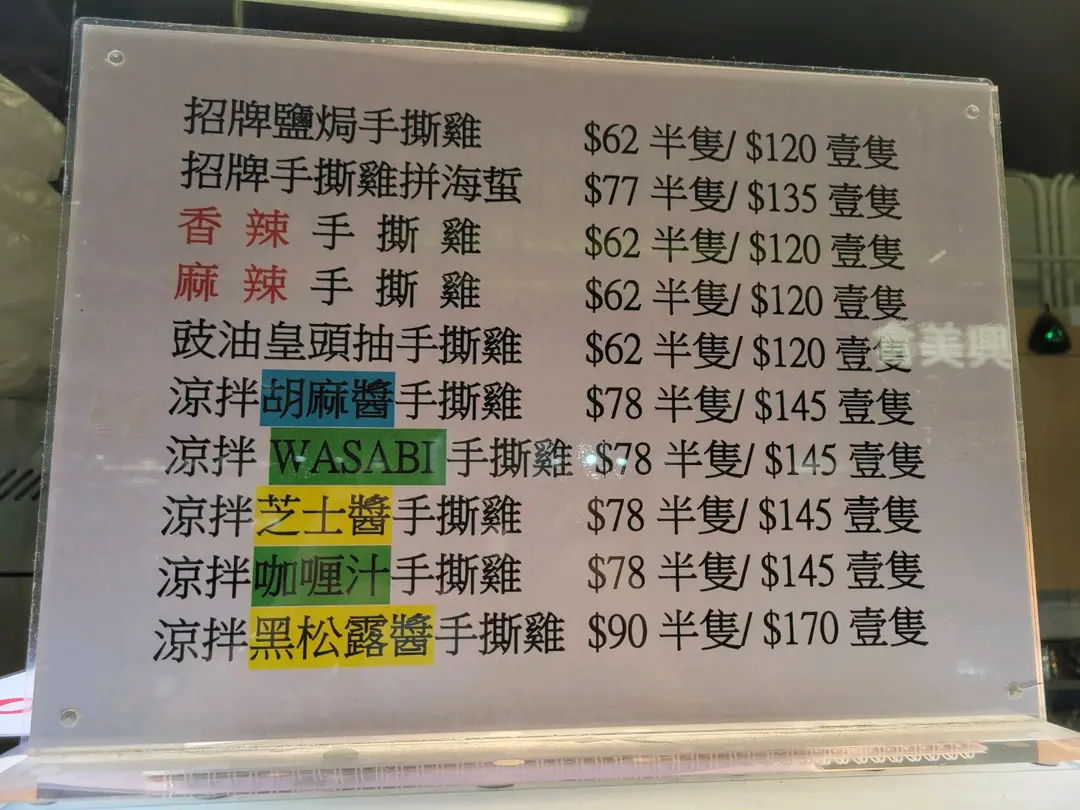 招牌鹽焗手撕雞 $62 半隻/ $120 壹隻
招牌手撕雞拼海蜇 $77 半隻/ $135 壹隻
香辣手撕雞 $62 半隻/ $120 壹隻
麻辣手撕雞 $62 半隻/ $120 壹隻
豉油皇頭抽手撕雞 $62 半隻/ $120 壹隻
涼拌胡麻醬手撕雞 $78 半隻/ $145 壹隻
涼拌 WASABI 手撕雞 $78 半隻/ $145 壹隻
涼拌芝士醬手撕雞 $78 半隻/ $145 壹隻
涼拌咖喱汁手撕雞 $78 半隻/ $145 壹隻
涼拌黑松露醬手撕雞 $90 半隻/ $170 壹隻
美興